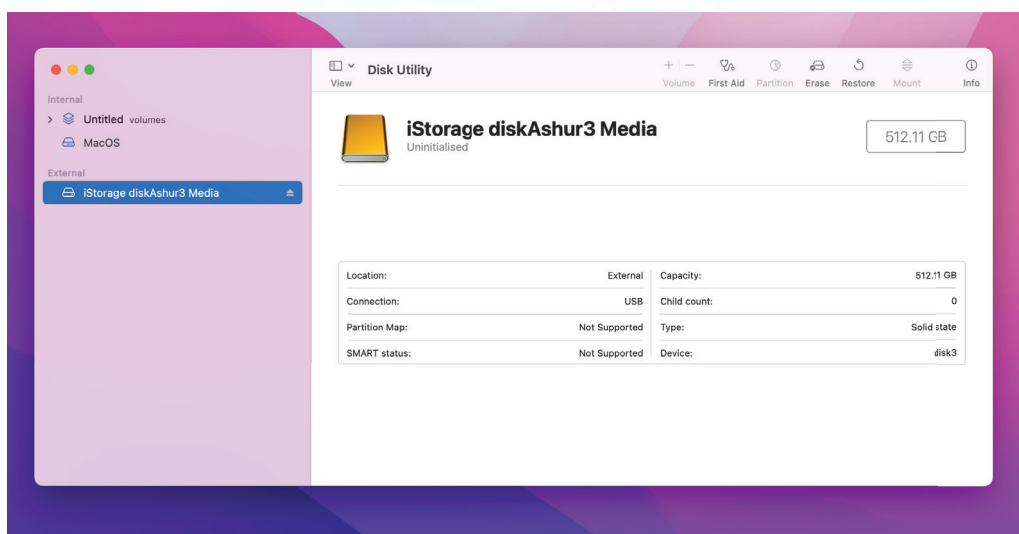 Disk Utility
View
Volume First Aid Partition Erase Restore Mount Info
Internal
Untitled volumes
MacOS
External
iStorage diskAshur3 Media
iStorage diskAshur3 Media
Uninitialised
512.11 GB
Location: External
Capacity: 512.11 GB
Connection: USB
Child count: 0
Partition Map: Not Supported
Type: Solid state
SMART status: Not Supported
Device: disk3